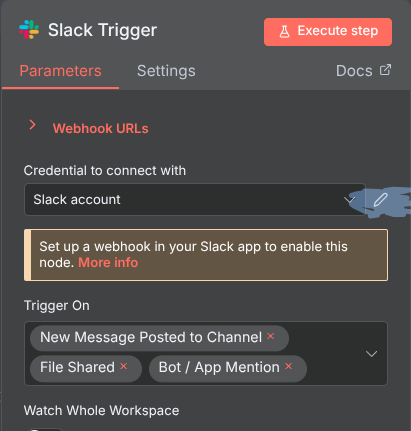 Slack Trigger
Execute step
Parameters
Settings
Docs
Webhook URLs
Credential to connect with
Slack account
Set up a webhook in your Slack app to enable this
node. More info
Trigger On
New Message Posted to Channel ×
File Shared × Bot / App Mention ×
Watch Whole Workspace